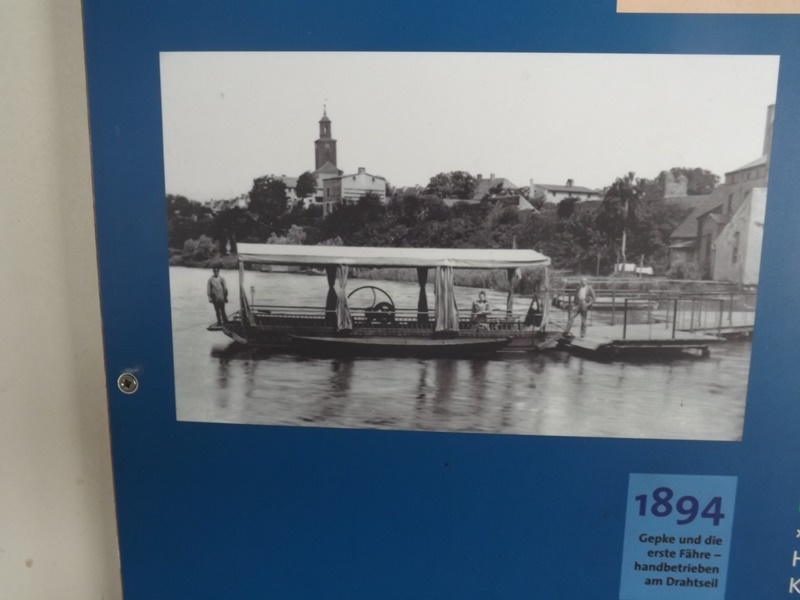 1894
Gepke und die
erste Fähre –
handbetrieben
am Drahtseil
»
H
K